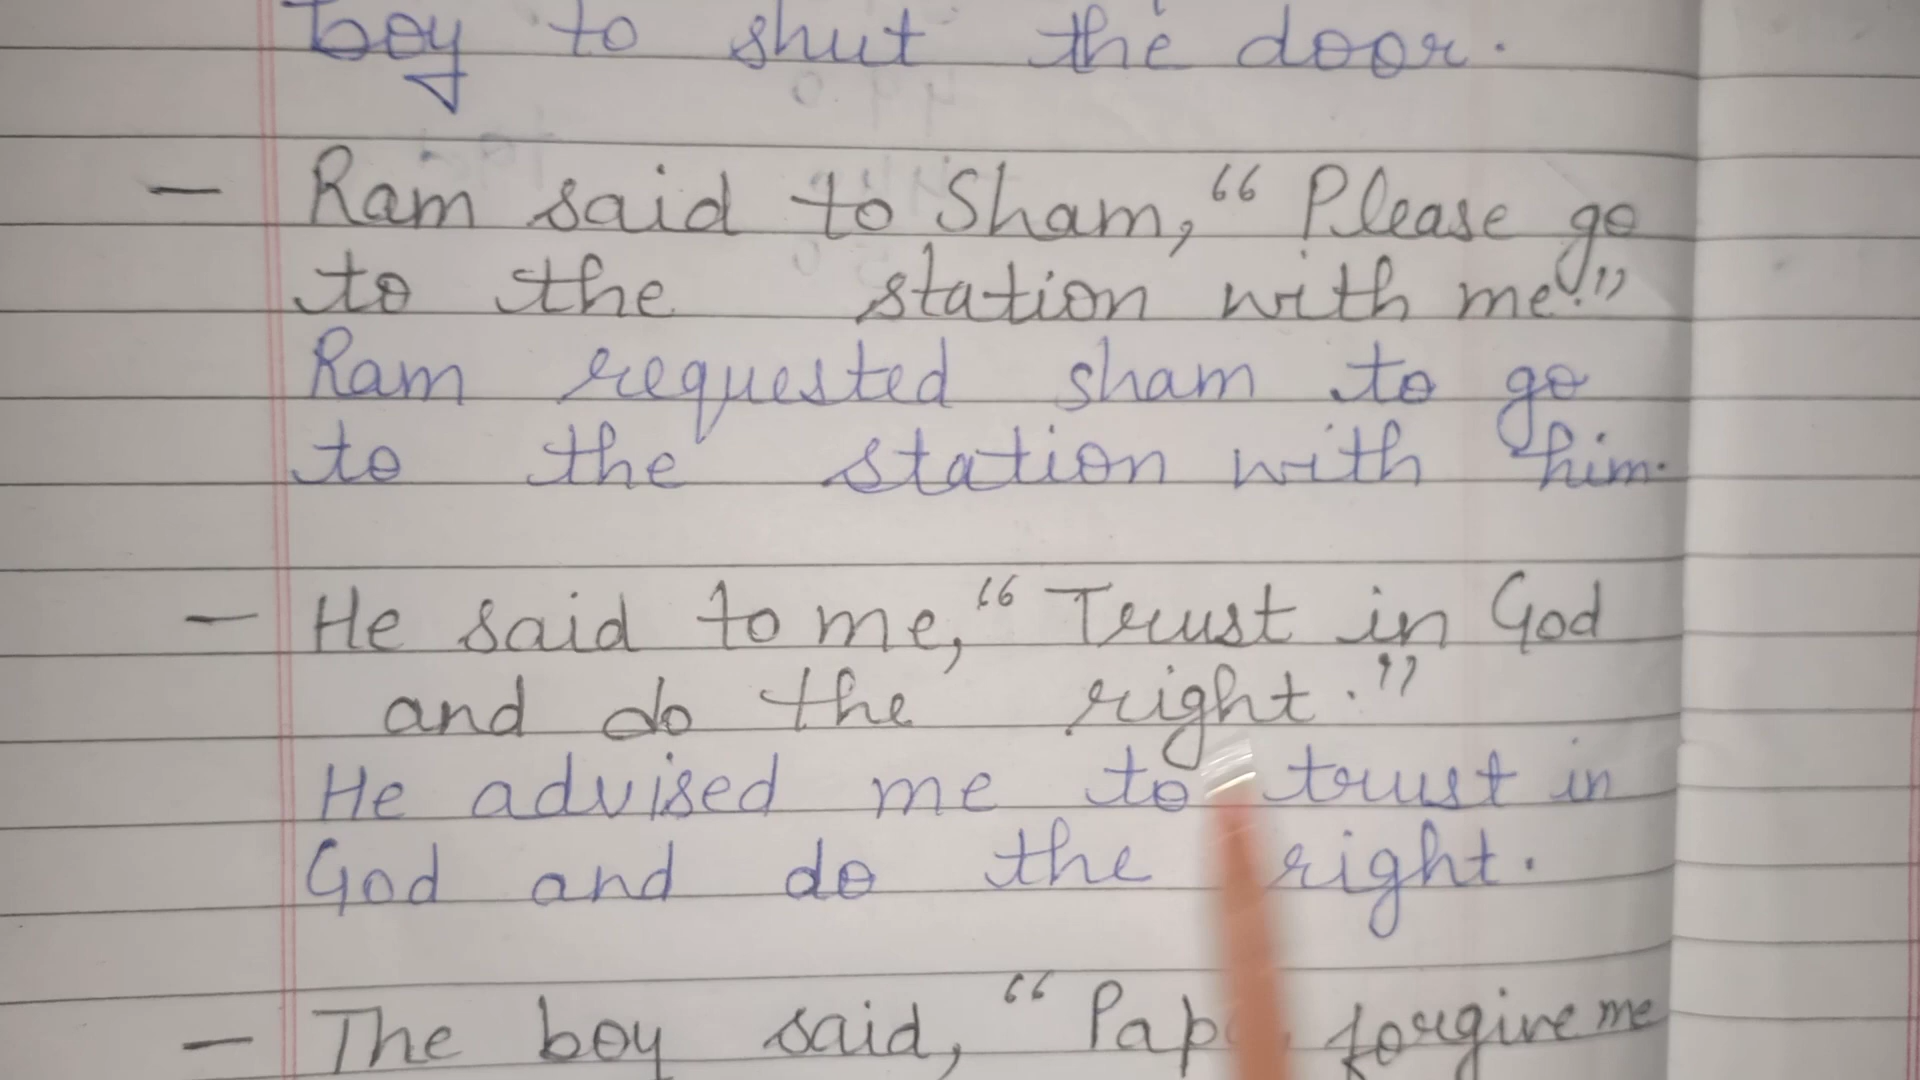 boy to shut the door.
- Ram said to Sham, "Please go
to the station with me."
Ram requested sham to go
to the station with him.
- He said to me, "Trust in God
and do the right."
He advised me to trust in
God and do the right.
- The boy said, " forgive me